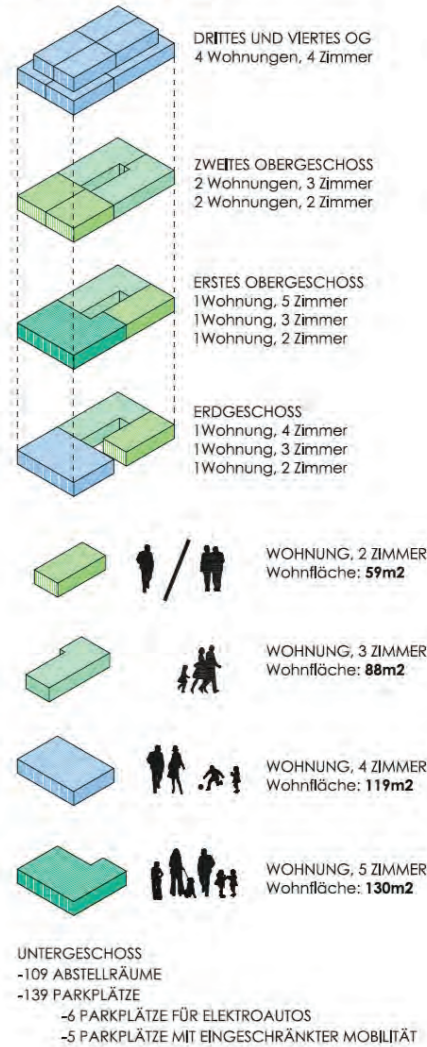 DRITTES UND VIERTES OG
4 Wohnungen, 4 Zimmer
ZWEITES OBERGESCHOSS
2 Wohnungen, 3 Zimmer
2 Wohnungen, 2 Zimmer
ERSTES OBERGESCHOSS
1Wohnung, 5 Zimmer
1Wohnung, 3 Zimmer
1Wohnung, 2 Zimmer
ERDGESCHOSS
1Wohnung, 4 Zimmer
1Wohnung, 3 Zimmer
1Wohnung, 2 Zimmer
WOHNUNG, 2 ZIMMER
Wohnfläche: 59m2
WOHNUNG, 3 ZIMMER
Wohnfläche: 88m2
WOHNUNG, 4 ZIMMER
Wohnfläche: 119m2
WOHNUNG, 5 ZIMMER
Wohnfläche: 130m2
UNTERGESCHOSS
-109 ABSTELLRÄUME
-139 PARKPLÄTZE
-6 PARKPLÄTZE FÜR ELEKTROAUTOS
-5 PARKPLÄTZE MIT EINGESCHRÄNKTER MOBILITÄT